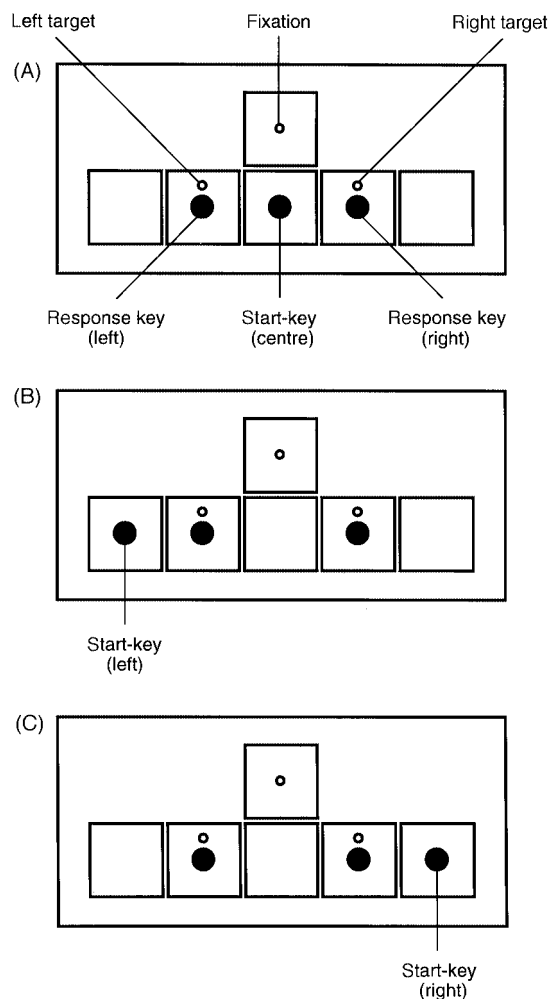 Left target
Fixation
Right target
(A)
Response key
(left)
Start-key
(centre)
Response key
(right)
(B)
Start-key
(left)
(C)
Start-key
(right)